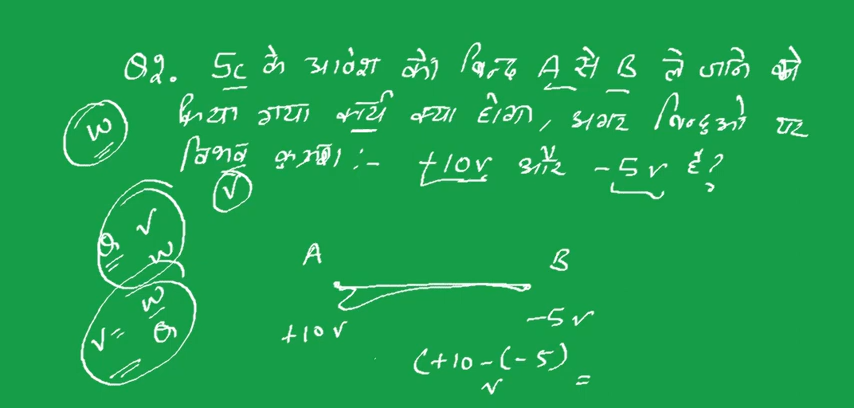 Q2. 5c के आवेश को बिन्दु A से B ले जाने को
किया गया कार्य क्या होगा, अगर बिन्दुओ पर
विभव क्रमशः :- +10v और -5v है?
W
V
Q V W
W
V = Q
A B
+10v -5v
(+10-(-5)
v =